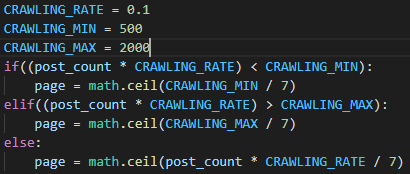 CRAWLING_RATE = 0.1
CRAWLING_MIN = 500
CRAWLING_MAX = 2000
if((post_count * CRAWLING_RATE) < CRAWLING_MIN):
    page = math.ceil(CRAWLING_MIN / 7)
elif((post_count * CRAWLING_RATE) > CRAWLING_MAX):
    page = math.ceil(CRAWLING_MAX / 7)
else:
    page = math.ceil(post_count * CRAWLING_RATE / 7)